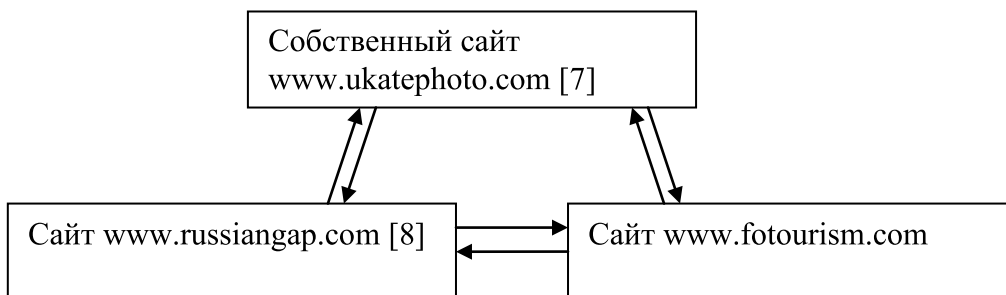 Собственный сайт
www.ukatephoto.com [7]
Сайт www.russiangap.com [8]
Сайт www.fotourism.com